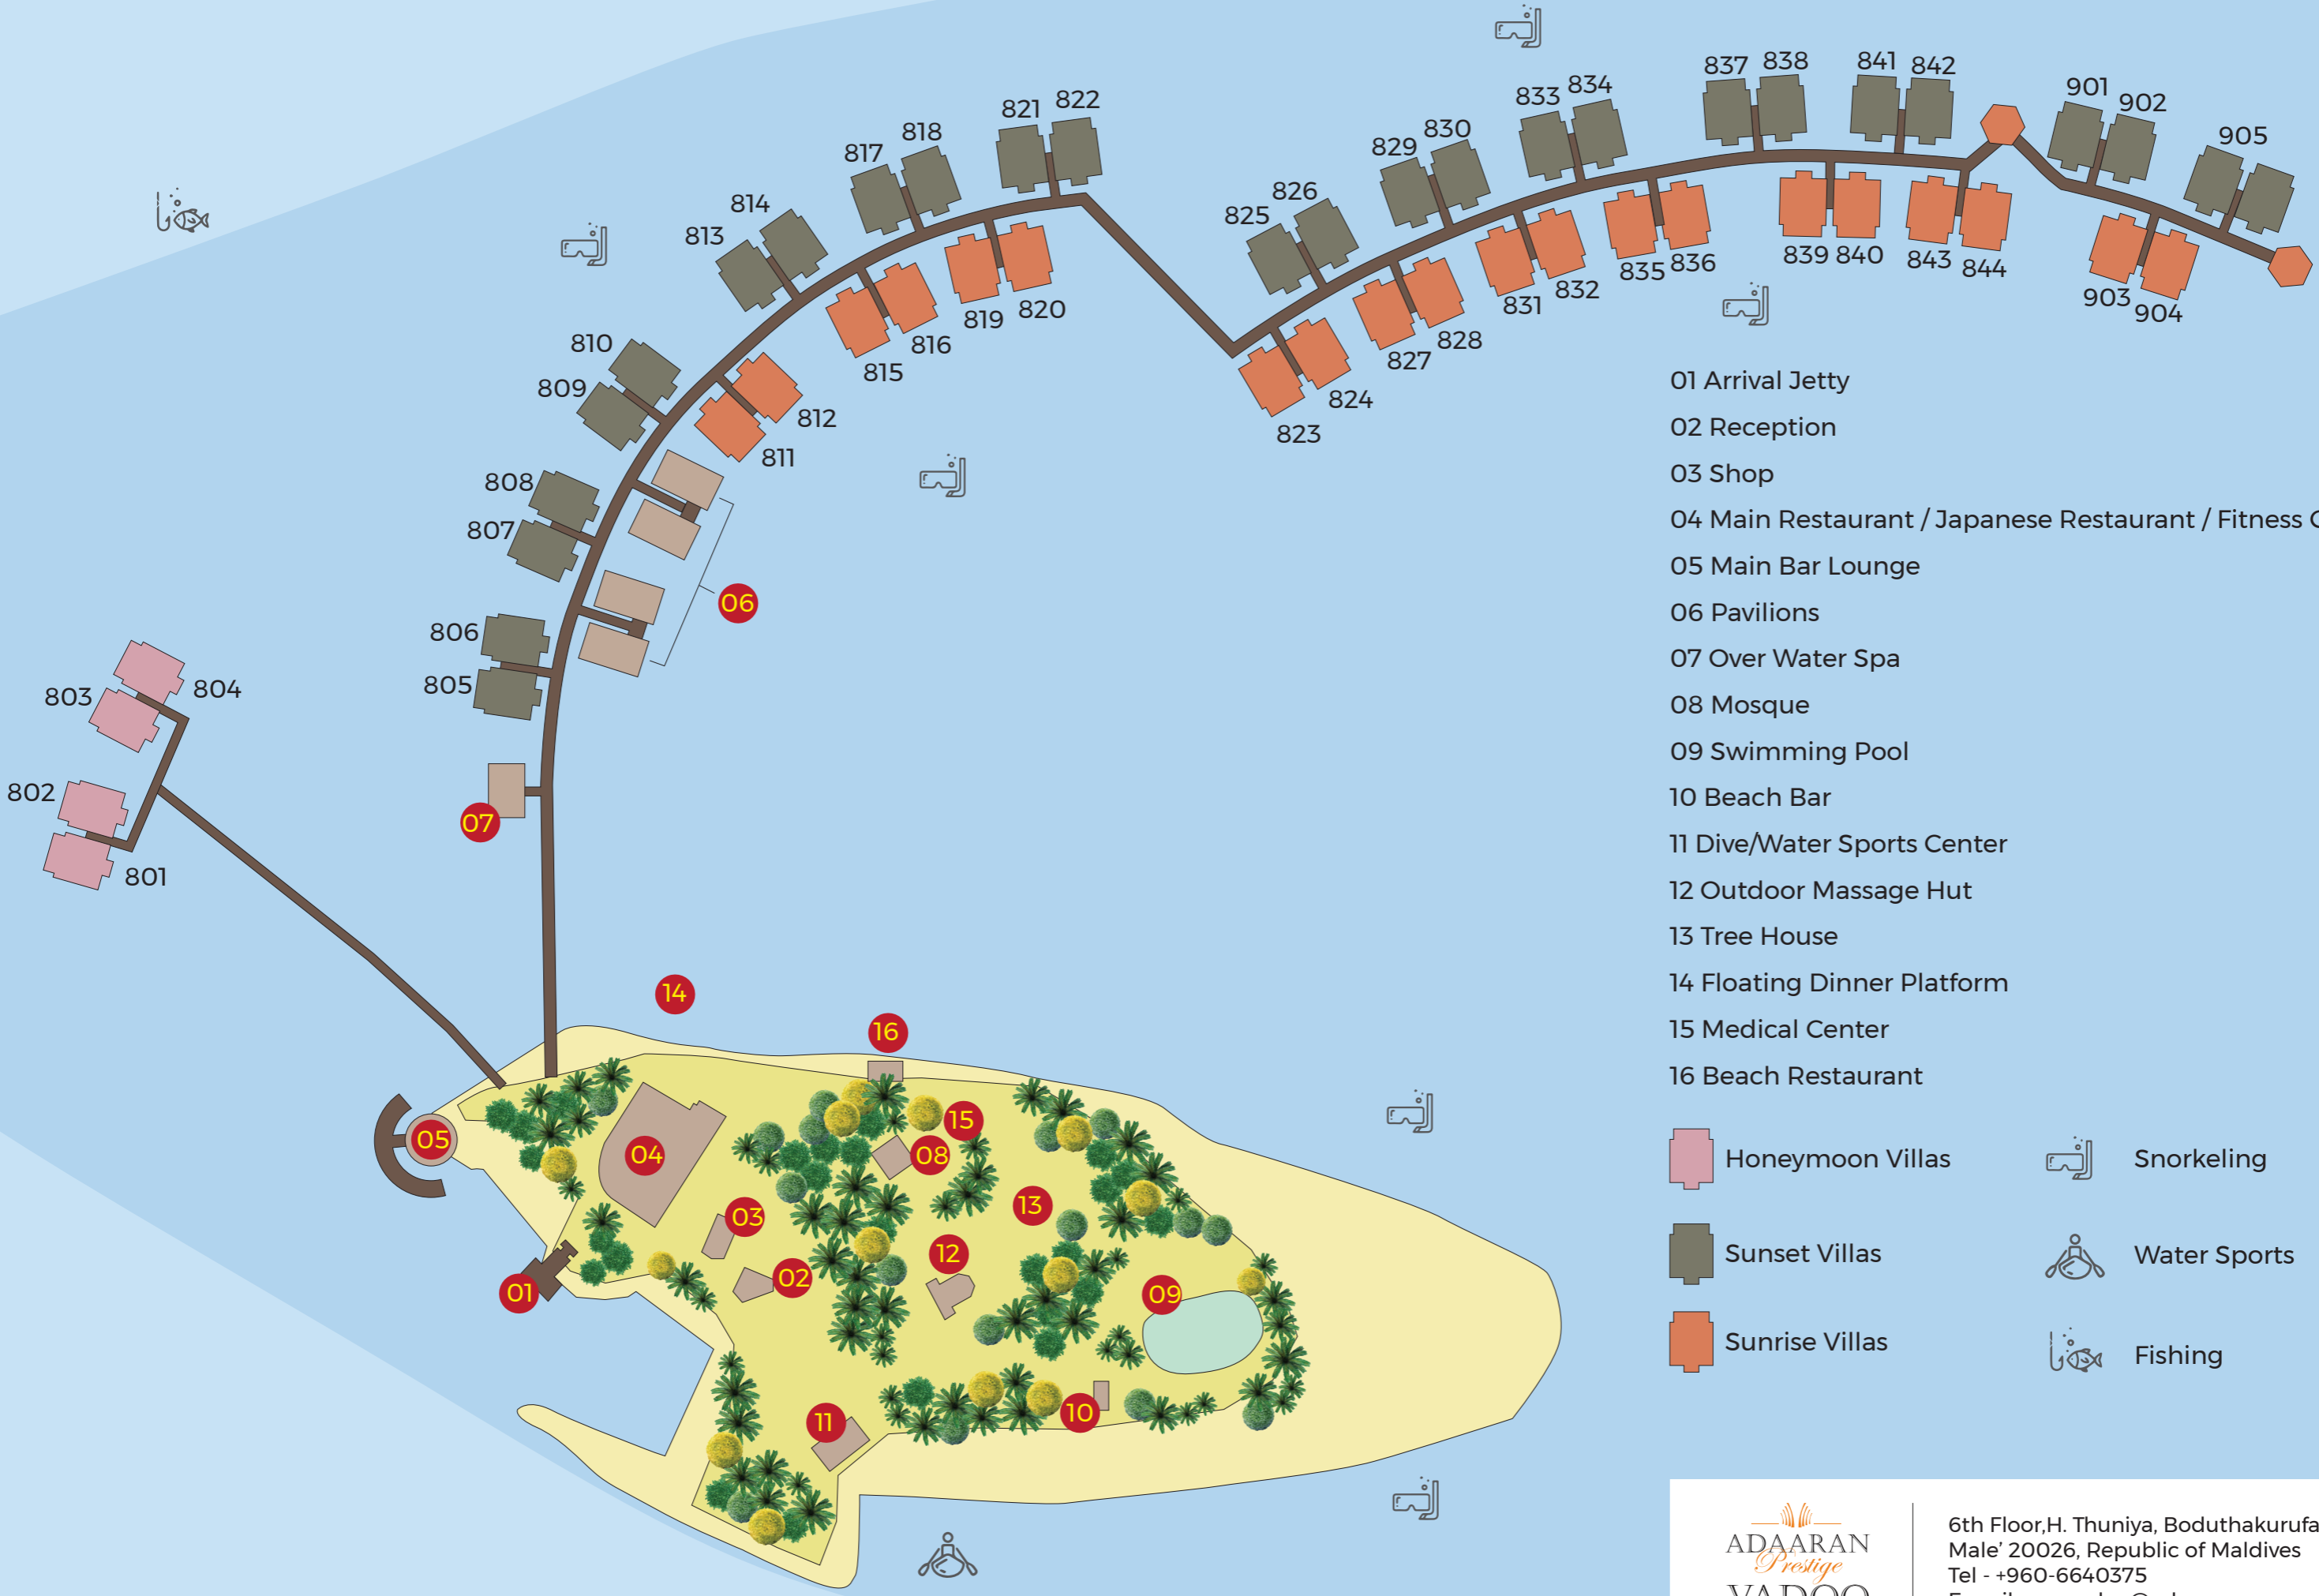 837
838
841
842
901
902
905
833
834
821
822
829
830
817
818
825
826
813
814
835
836
839
840
843
844
903
904
831
832
819
820
827
828
815
816
823
824
810
809
812
811
808
807
06
806
805
803
804
802
801
07
14
16
05
04
15
08
03
13
12
02
01
09
10
11
01 Arrival Jetty
02 Reception
03 Shop
04 Main Restaurant / Japanese Restaurant / Fitness
05 Main Bar Lounge
06 Pavilions
07 Over Water Spa
08 Mosque
09 Swimming Pool
10 Beach Bar
11 Dive/Water Sports Center
12 Outdoor Massage Hut
13 Tree House
14 Floating Dinner Platform
15 Medical Center
16 Beach Restaurant
Honeymoon Villas
Snorkeling
Sunset Villas
Water Sports
Sunrise Villas
Fishing
ADAARAN
Prestige
VADOO
6th Floor,H. Thuniya,
Male' 20026, Republic of Maldives
Tel - +960-6640375